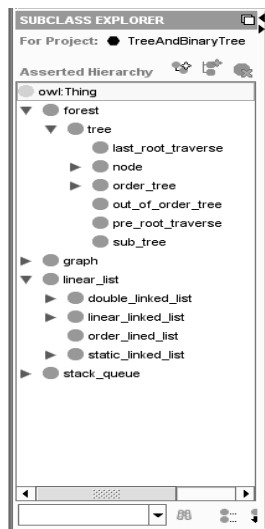 SUBCLASS EXPLORER
For Project: TreeAndBinaryTree
Asserted Hierarchy
owl:Thing
forest
tree
last_root_traverse
node
order_tree
out_of_order_tree
pre_root_traverse
sub_tree
graph
linear_list
double_linked_list
linear_linked_list
order_lined_list
static_linked_list
stack_queue